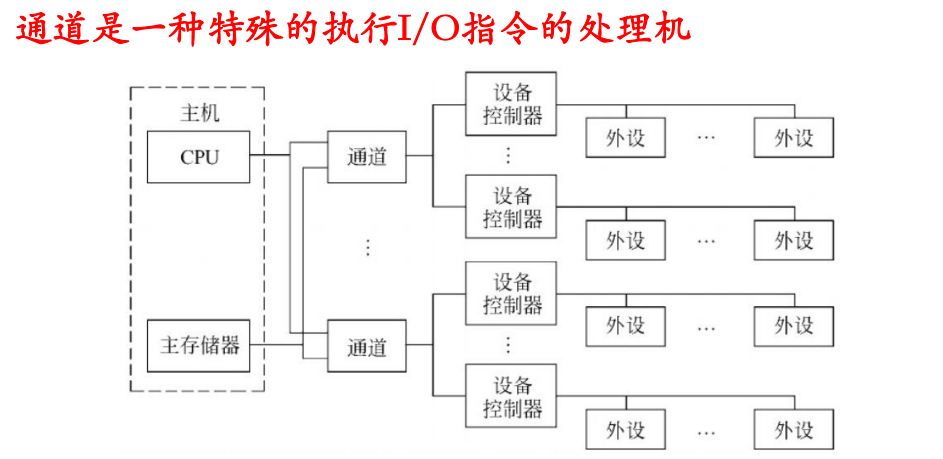 通道是一种特殊的执行I/O指令的处理机
主机
CPU
主存储器
通道
⋮
通道
设备
控制器
⋮
设备
控制器
设备
控制器
⋮
设备
控制器
外设 … 外设
外设 … 外设
外设 … 外设
外设 … 外设